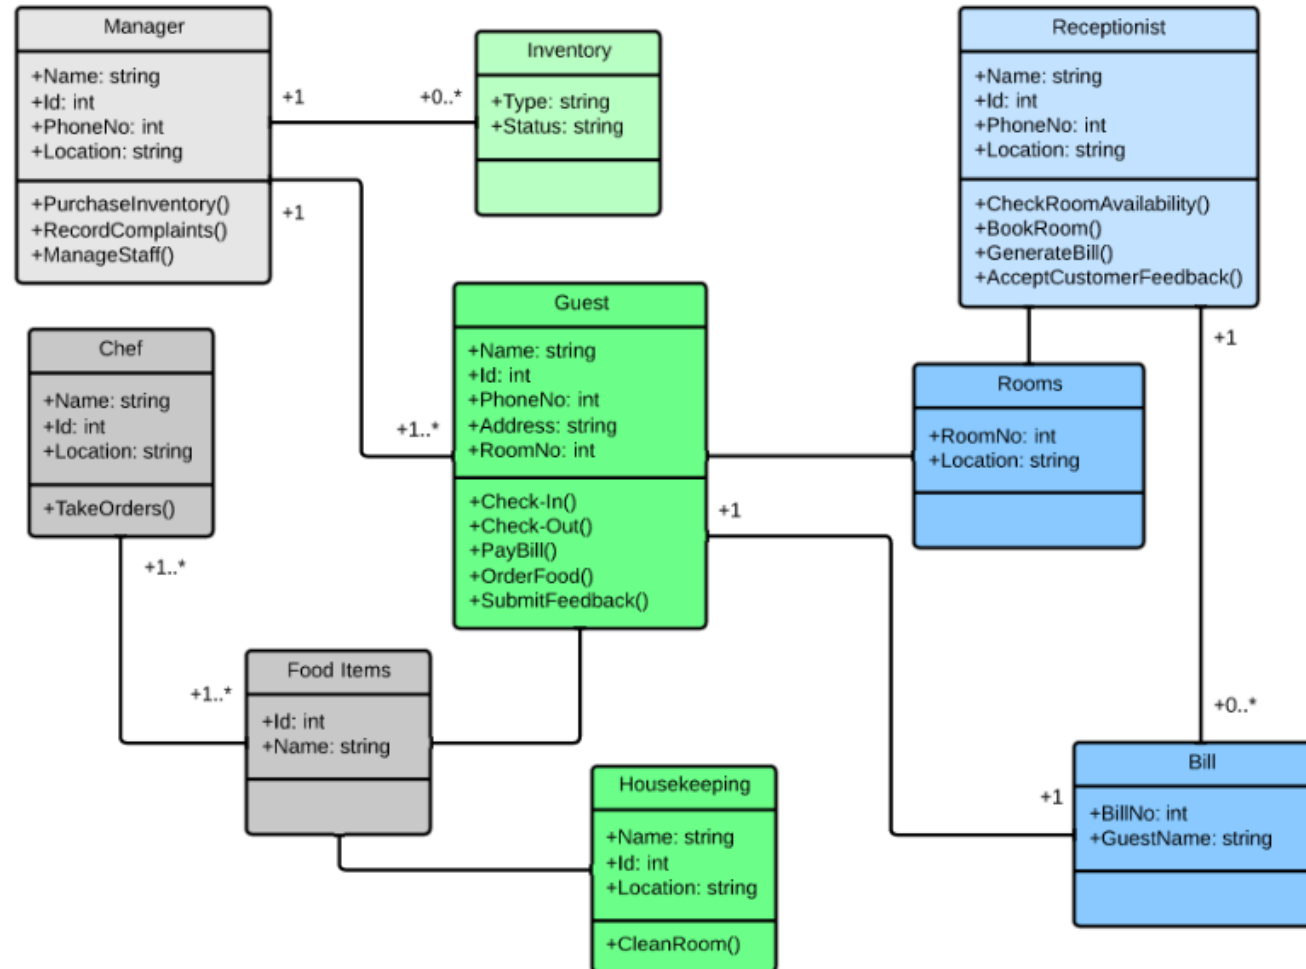 Manager
+Name: string
+Id: int
+PhoneNo: int
+Location: string
+PurchaseInventory()
+RecordComplaints()
+ManageStaff()
+1
+0..*
+1
Inventory
+Type: string
+Status: string
Receptionist
+Name: string
+Id: int
+PhoneNo: int
+Location: string
+CheckRoomAvailability()
+BookRoom()
+GenerateBill()
+AcceptCustomerFeedback()
+1
Chef
+Name: string
+Id: int
+Location: string
+TakeOrders()
+1..*
+1..*
Guest
+Name: string
+Id: int
+PhoneNo: int
+Address: string
+RoomNo: int
+Check-In()
+Check-Out()
+PayBill()
+OrderFood()
+SubmitFeedback()
+1
Rooms
+RoomNo: int
+Location: string
+1..*
Food Items
+Id: int
+Name: string
Housekeeping
+Name: string
+Id: int
+Location: string
+CleanRoom()
+0..*
+1
Bill
+BillNo: int
+GuestName: string